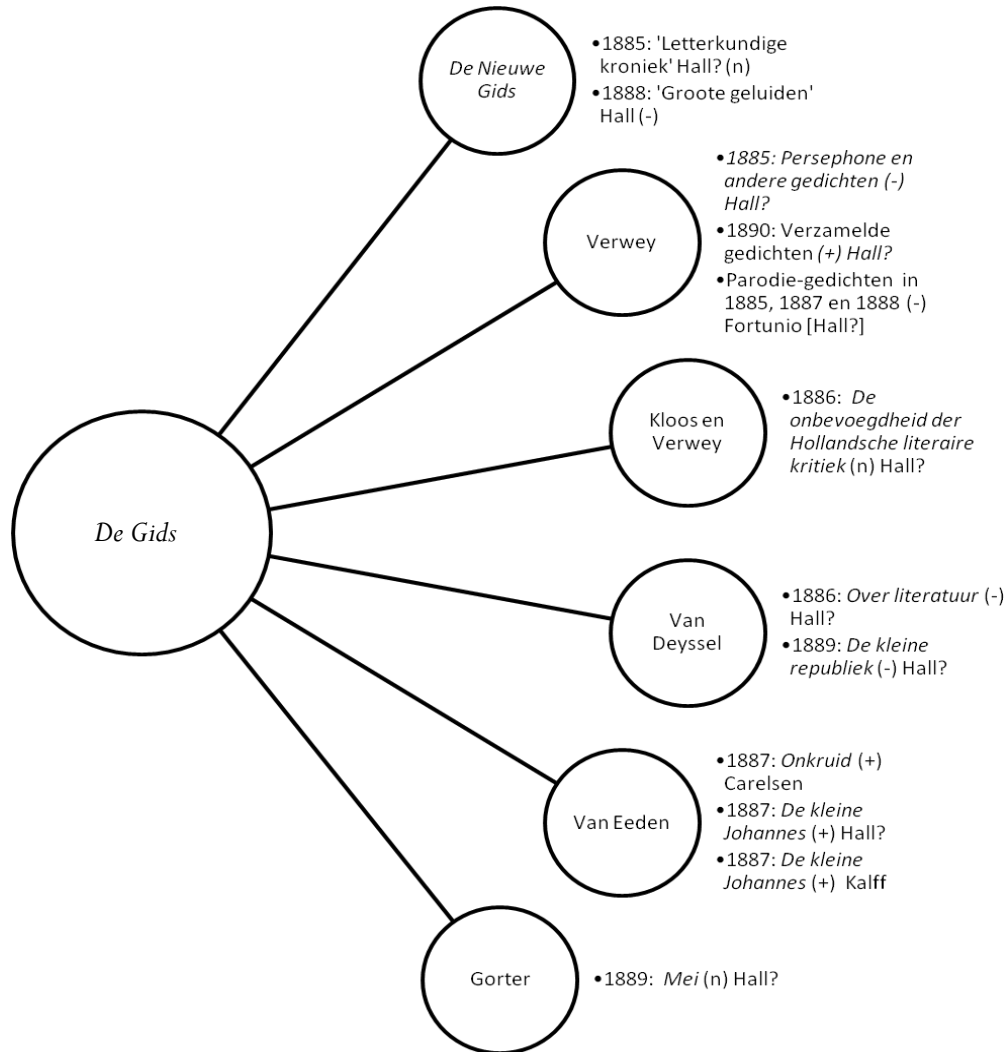 De Nieuwe
Gids
•1885: 'Letterkundige
kroniek' Hall? (n)
•1888: 'Groote geluiden'
Hall (-)
Verwey
•1885: Persephone en
andere gedichten (-)
Hall?
•1890: Verzamelde
gedichten (+) Hall?
•Parodie-gedichten in
1885, 1887 en 1888 (-)
Fortunio [Hall?]
Kloos en
Verwey
•1886: De
onbevoegdheid der
Hollandsche literaire
kritiek (n) Hall?
De Gids
Van
Deyssel
•1886: Over literatuur (-)
Hall?
•1889: De kleine
republiek (-) Hall?
Van Eeden
•1887: Onkruid (+)
Carelsen
•1887: De kleine
Johannes (+) Hall?
•1887: De kleine
Johannes (+) Kalff
Gorter
•1889: Mei (n) Hall?